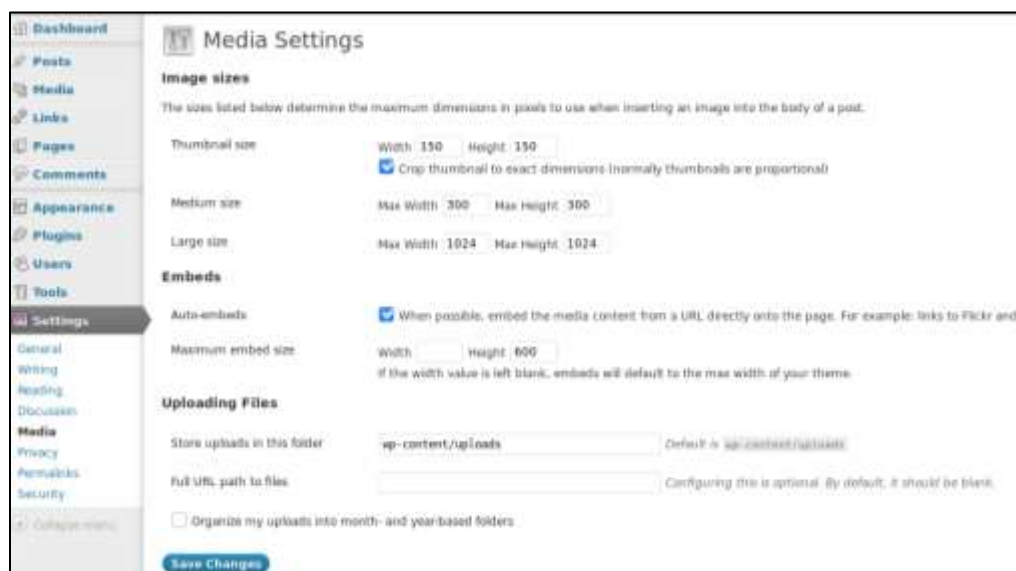 Dashboard
Posts
Media
Links
Pages
Comments
Appearance
Plugins
Users
Tools
Settings
General
Writing
Reading
Discussion
Media
Privacy
Permalinks
Security
Collapse menu
Media Settings
Image sizes
The sizes listed below determine the maximum dimensions in pixels to use when inserting an image into the body of a post.
Thumbnail size Width 150 Height 150
Crop thumbnail to exact dimensions (normally thumbnails are proportional)
Medium size Max Width 300 Max Height 300
Large size Max Width 1024 Max Height 1024
Embeds
Auto-embeds When possible, embed the media content from a URL directly onto the page. For example: links to Flickr and
Maximum embed size Width Height 600
If the width value is left blank, embeds will default to the max width of your theme.
Uploading Files
Store uploads in this folder wp-content/uploads Default is wp-content/uploads
Full URL path to files Configuring this is optional. By default, it should be blank.
Organize my uploads into month- and year-based folders
Save Changes